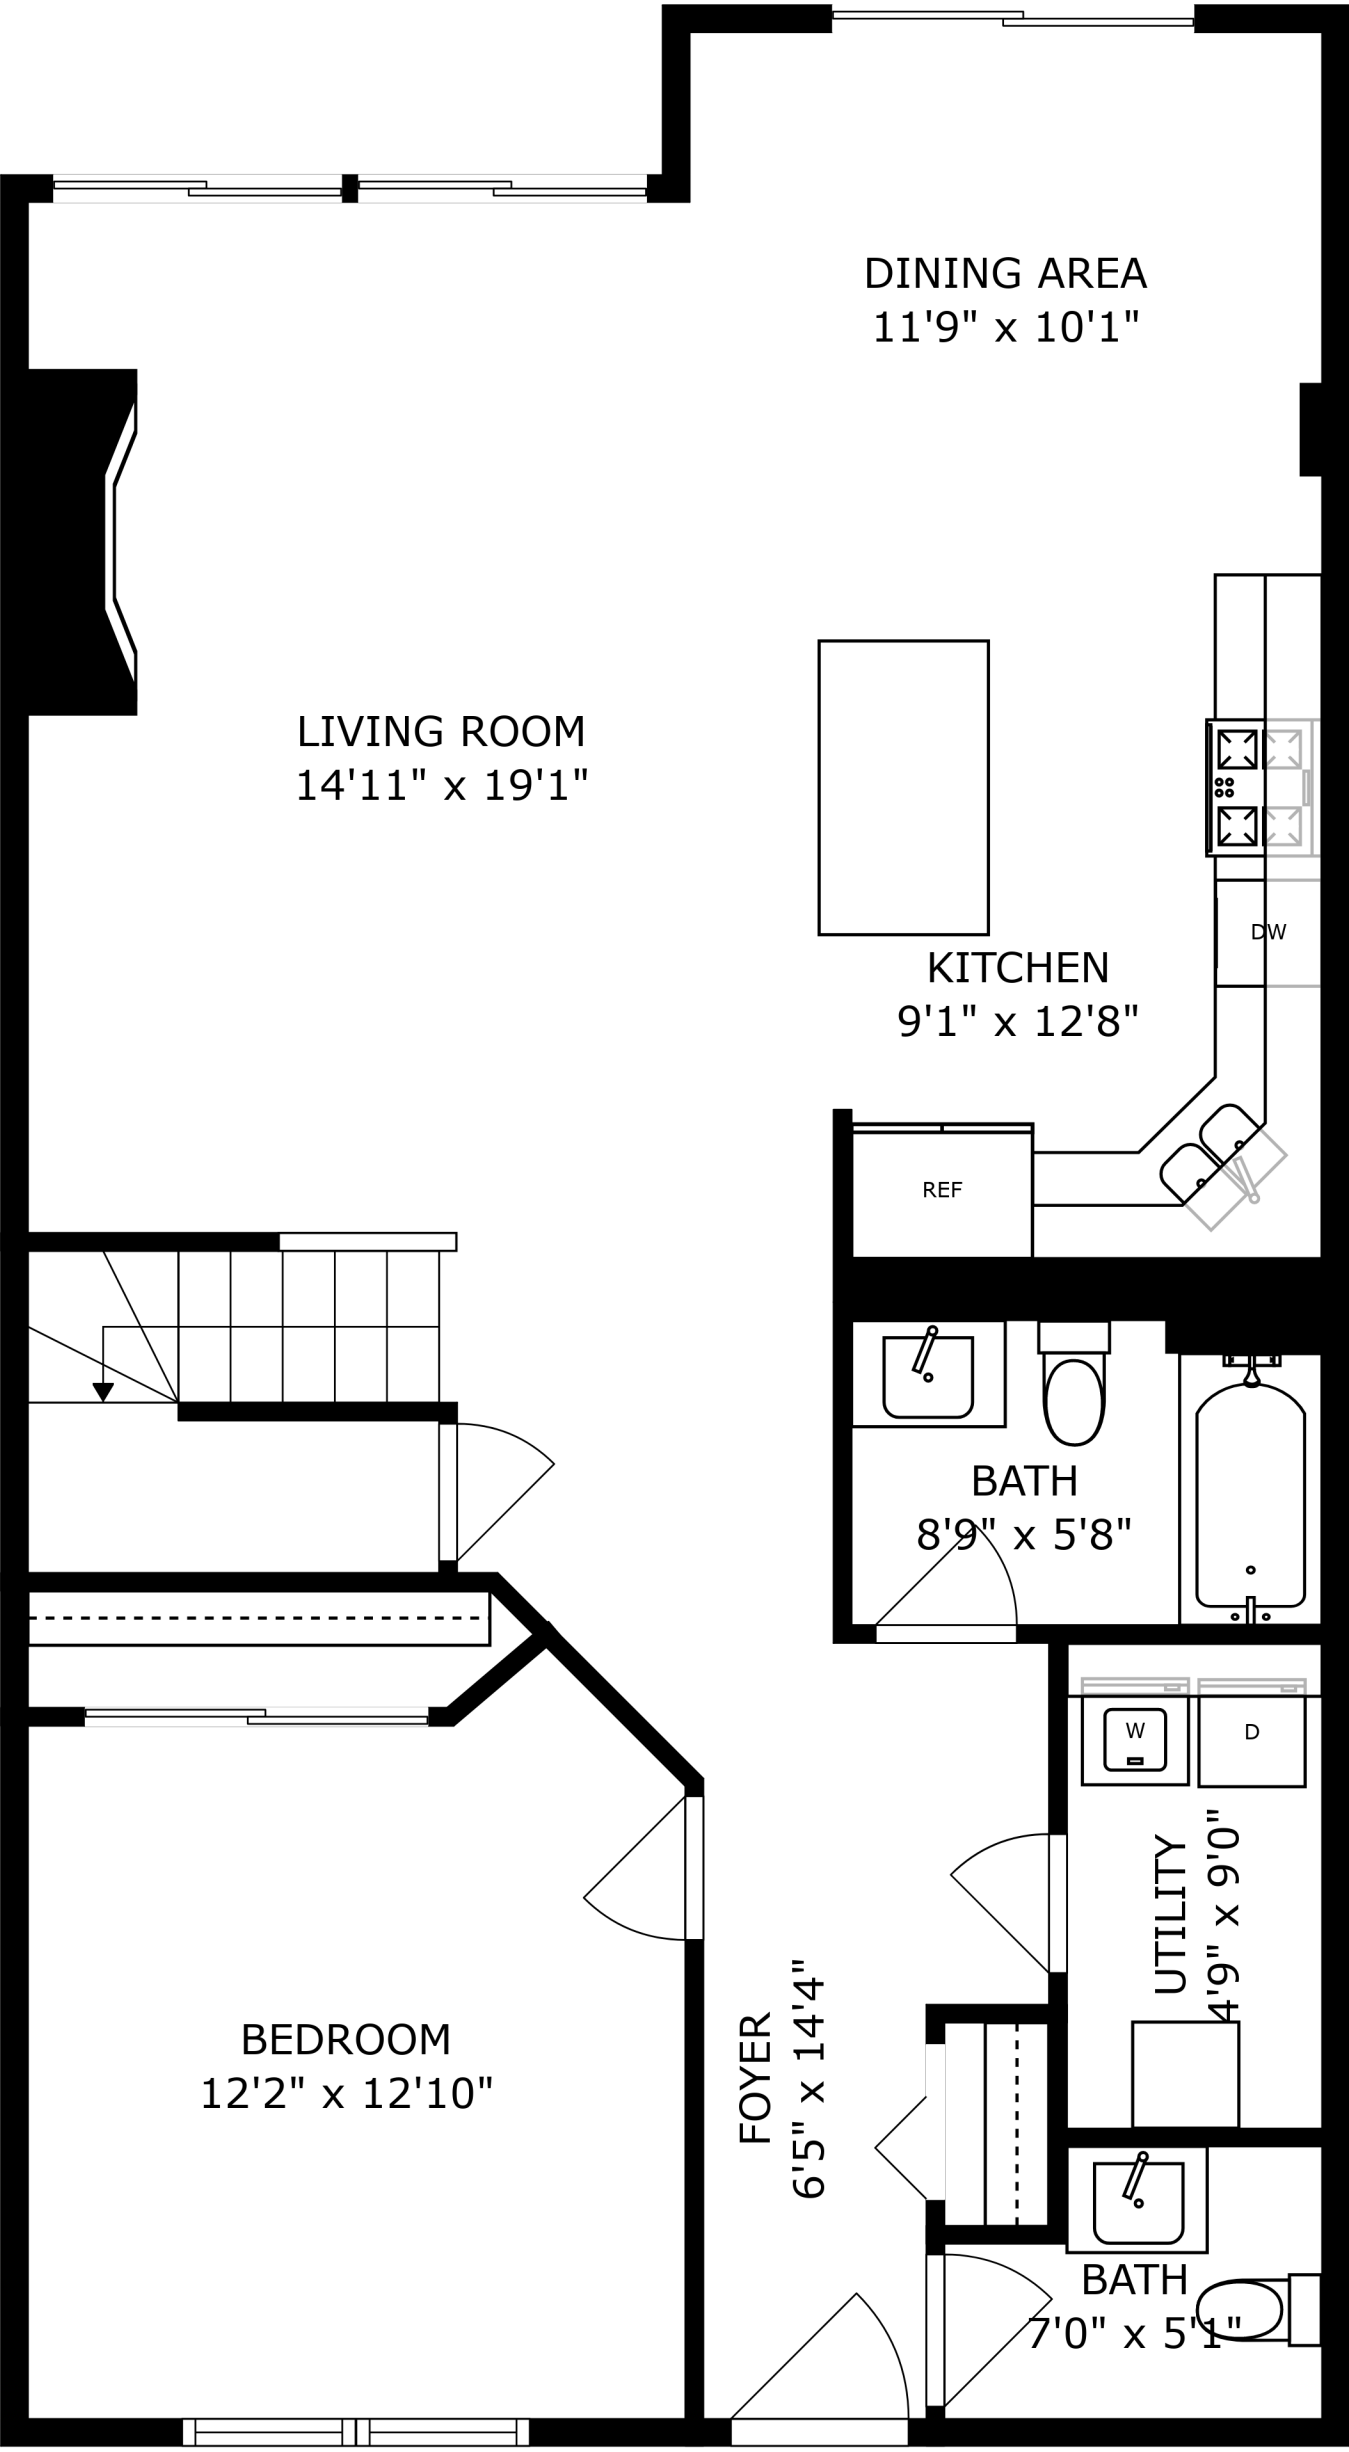 DINING AREA
11'9" x 10'1"
LIVING ROOM
14'11" x 19'1"
DW
KITCHEN
9'1" x 12'8"
REF
BATH
8'9" x 5'8"
W
D
UTILITY
4'9" x 9'0"
BEDROOM
12'2" x 12'10"
FOYER
6'5" x 14'4"
BATH
7'0" x 5'1"